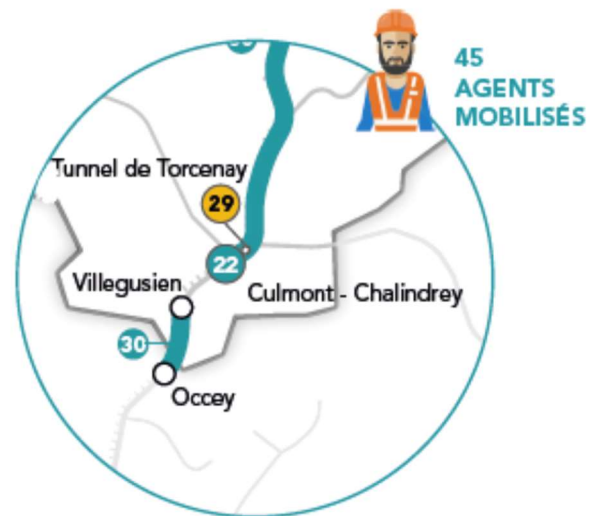 45
AGENTS
MOBILISÉS
Tunnel de Torcenay
29
22
Villegusien
Culmont - Chalindrey
30
Occey